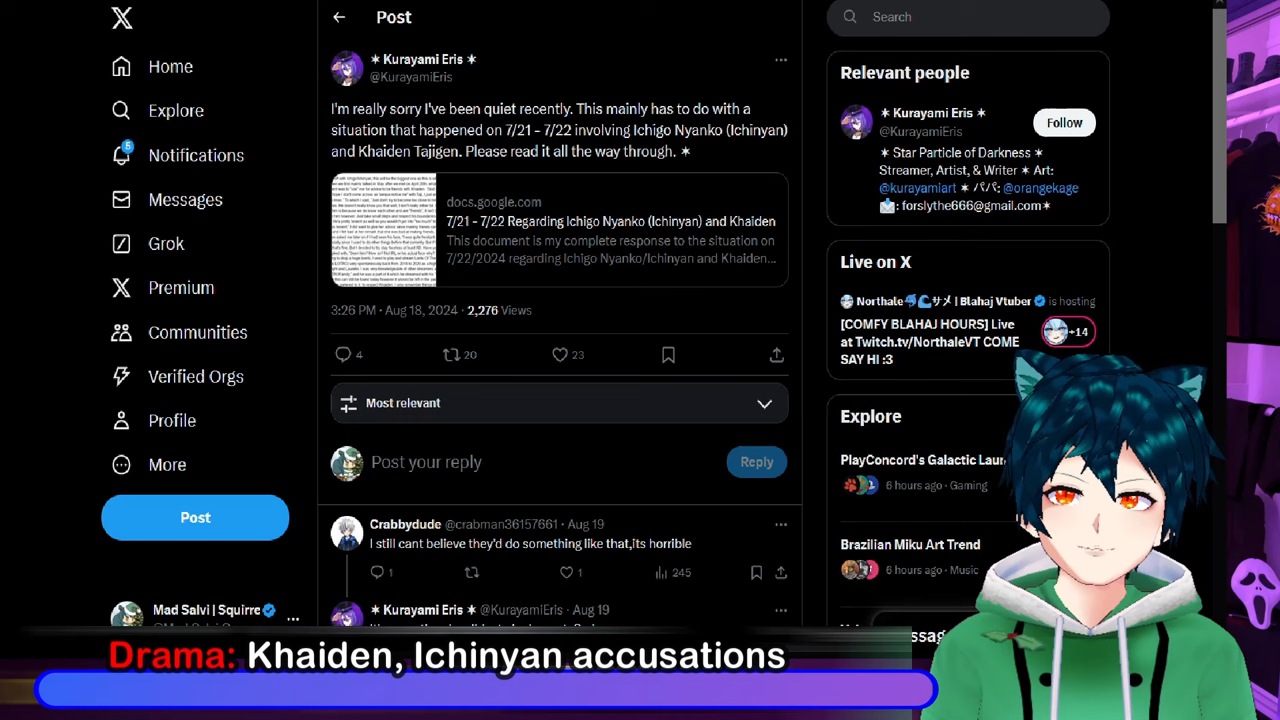 Home
Explore
5
Notifications
Messages
Grok
Premium
Communities
Verified Orgs
Profile
More
Post
Mad Salvi | Squirre
Post
✶ Kurayami Eris ✶
@KurayamiEris
I'm really sorry I've been quiet recently. This mainly has to do with a
situation that happened on 7/21 - 7/22 involving Ichigo Nyanko (Ichinyan)
and Khaiden Tajigen. Please read it all the way through. ✶
docs.google.com
7/21 - 7/22 Regarding Ichigo Nyanko (Ichinyan) and Khaiden
This document is my complete response to the situation on
7/22/2024 regarding Ichigo Nyanko/Ichinyan and Khaiden...
3:26 PM · Aug 18, 2024 · 2,276 Views
4
20
23
Most relevant
Post your reply
Reply
Crabbydude @crabman36157661 · Aug 19
I still cant believe they'd do something like that,its horrible
1
1
245
✶ Kurayami Eris ✶ @KurayamiEris · Aug 19
Search
Relevant people
✶ Kurayami Eris ✶
@KurayamiEris
Follow
✶ Star Particle of Darkness ✶
Streamer, Artist, & Writer ✶ Art:
@kurayamiart ✶ パパ: @orangekage
📩: forslythe666@gmail.com✶
Live on X
Northale🐬🌊サメ | Blahaj Vtuber is hosting
[COMFY BLAHAJ HOURS] Live
at Twitch.tv/NorthaleVT COME
SAY HI :3
+14
Explore
PlayConcord's Galactic Laun
6 hours ago · Gaming
Brazilian Miku Art Trend
6 hours ago · Music
Drama: Khaiden, Ichinyan accusations